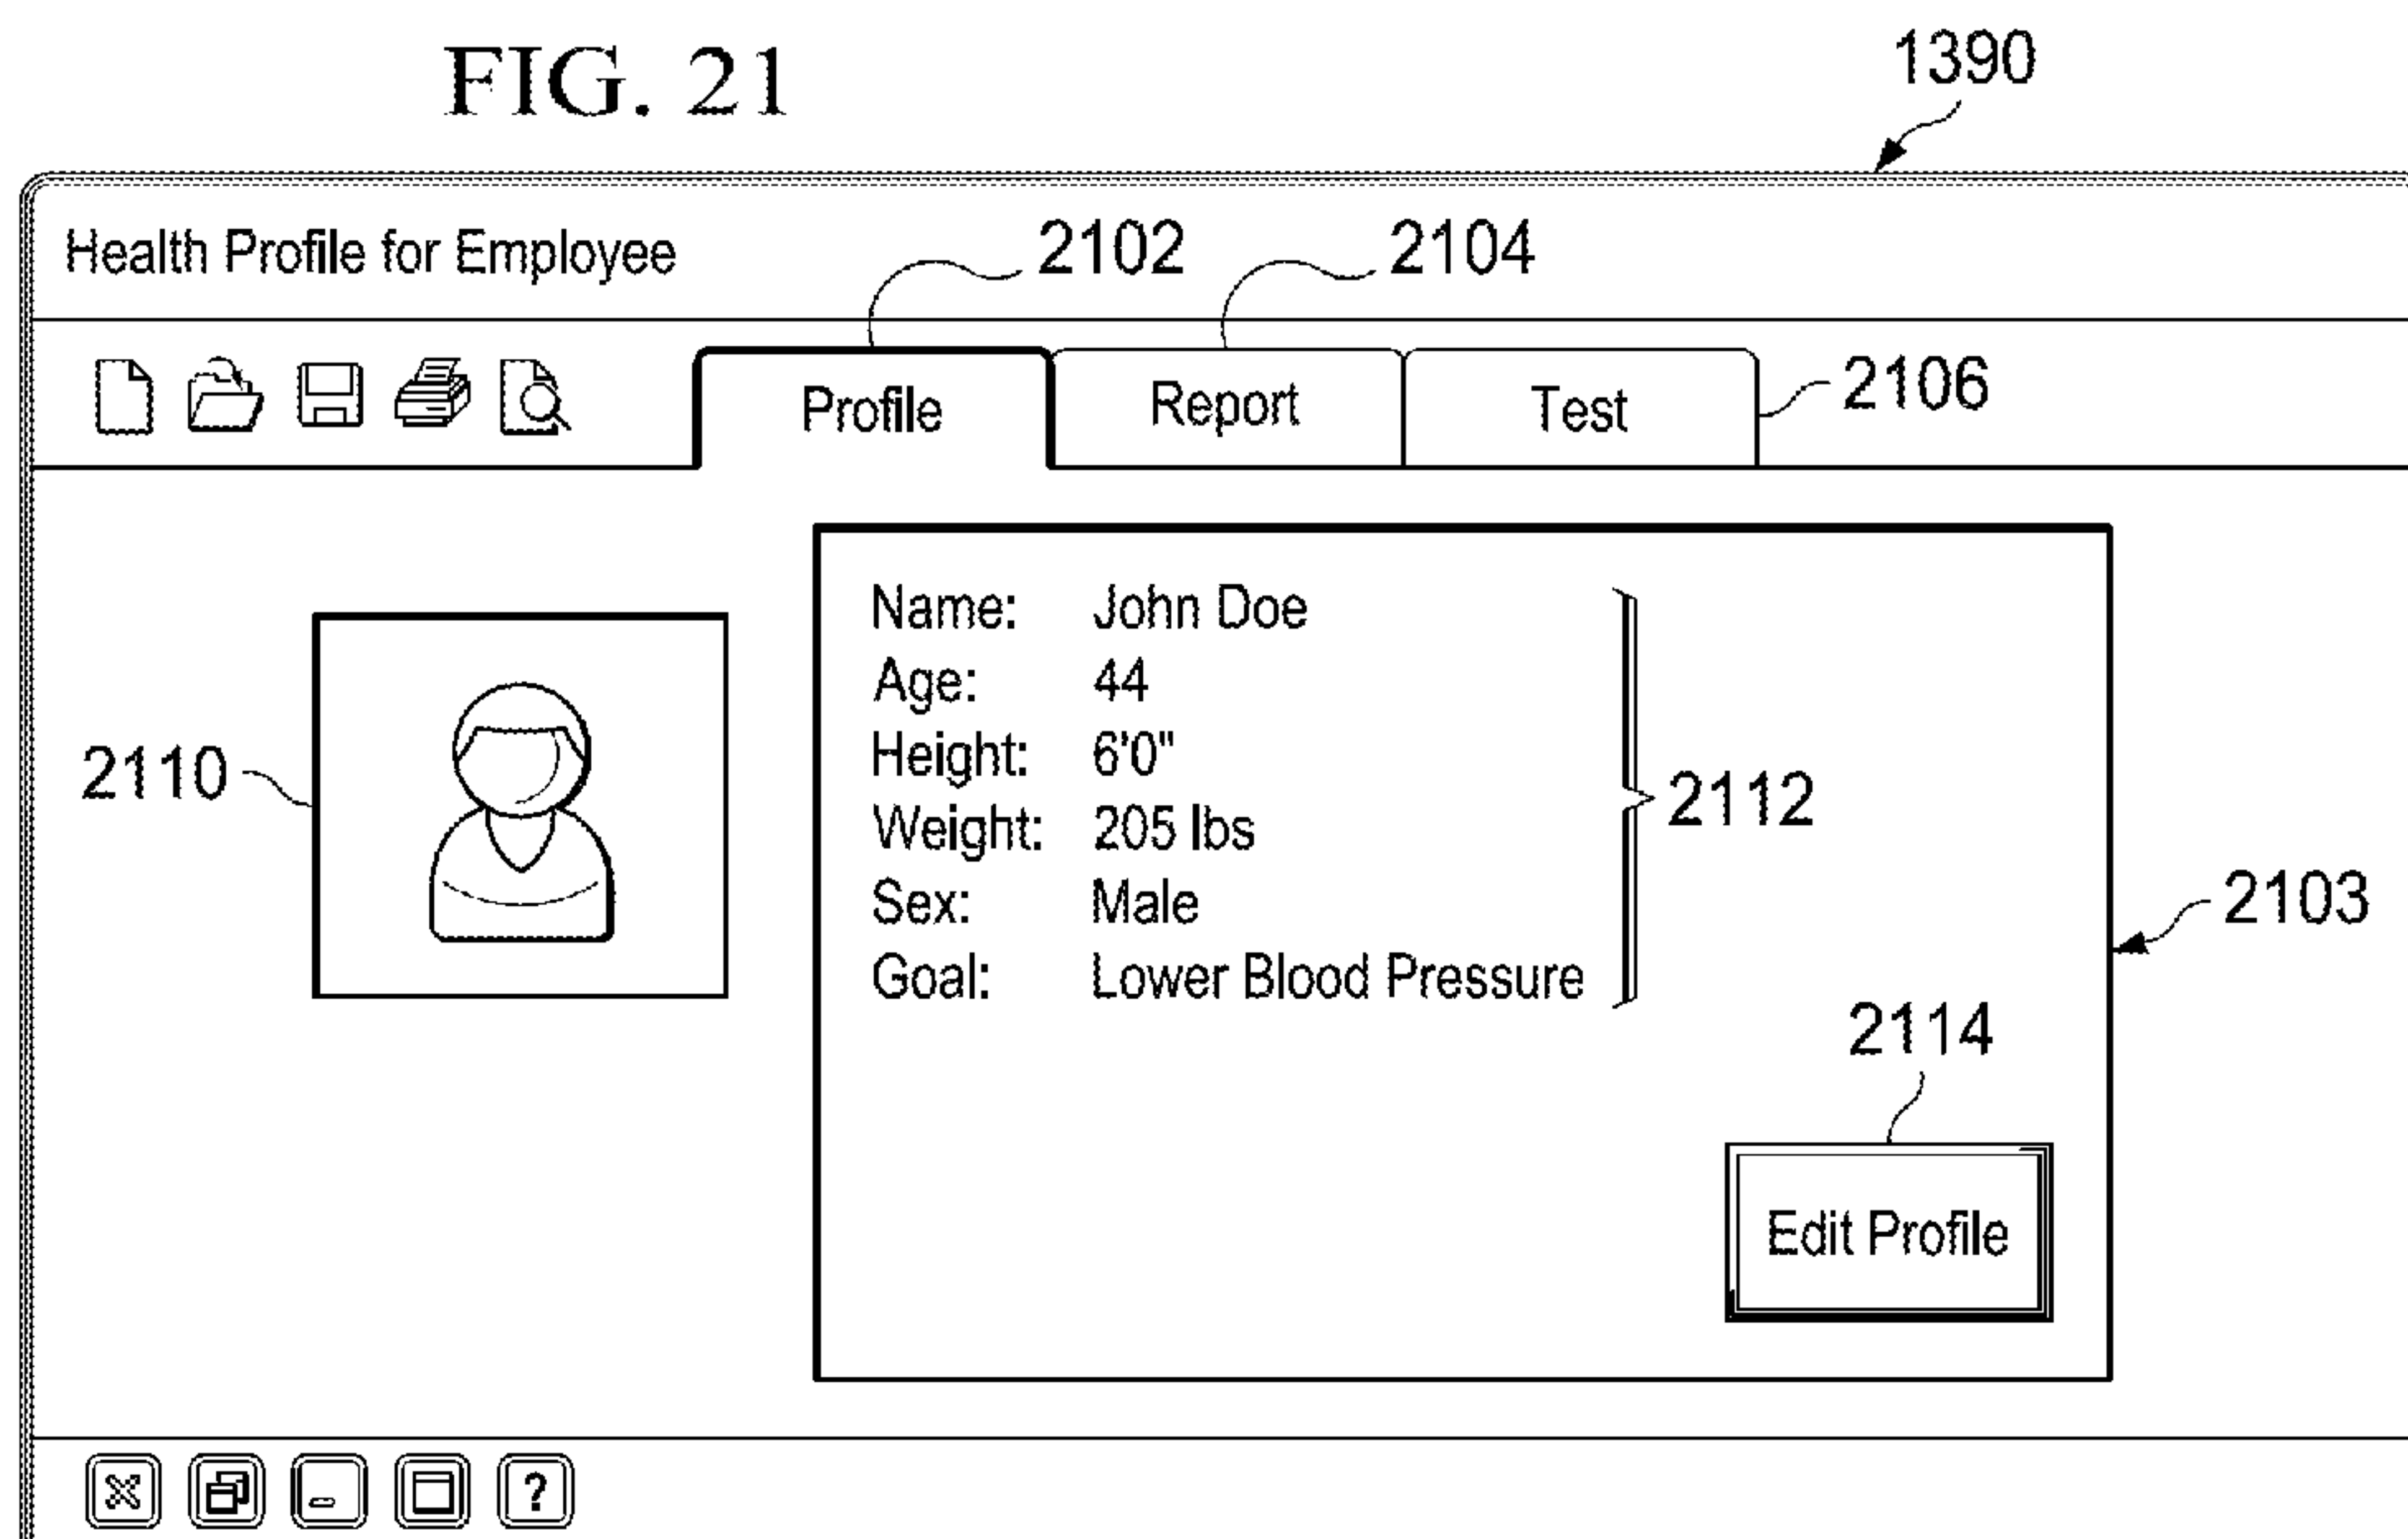 FIG. 21
1390
Health Profile for Employee
2102
2104
Profile
Report
Test
2106
Name: John Doe
Age: 44
Height: 6'0"
Weight: 205 lbs
Sex: Male
Goal: Lower Blood Pressure
2110
2112
2103
2114
Edit Profile
?